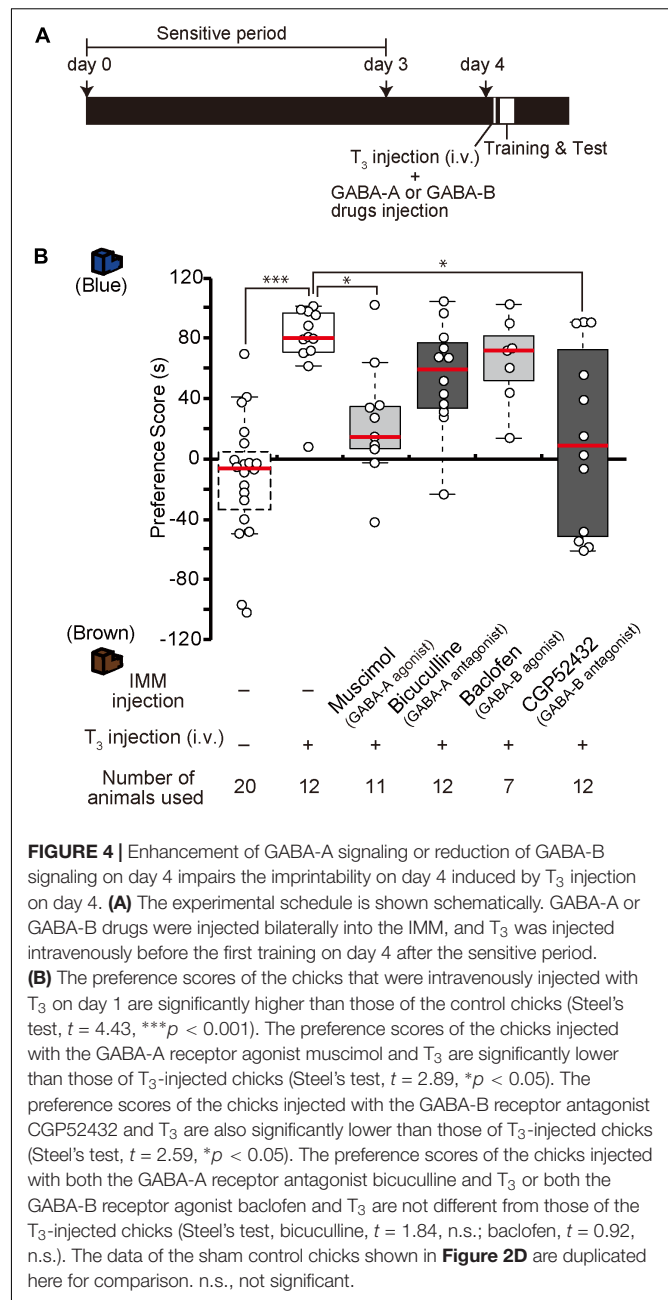 A
Sensitive period
day 0
day 3
day 4
T3 injection (i.v.)
+
GABA-A or GABA-B
drugs injection
Training & Test
B
(Blue)
Preference Score (s)
120
80
40
0
-40
-80
-120
***
*
*
(Brown)
IMM
injection
–
–
Muscimol
(GABA-A agonist)
Bicuculline
(GABA-A antagonist)
Baclofen
(GABA-B agonist)
CGP52432
(GABA-B antagonist)
T3 injection (i.v.)
– + + + + +
Number of
animals used
20 12 11 12 7 12
FIGURE 4 | Enhancement of GABA-A signaling or reduction of GABA-B
signaling on day 4 impairs the imprintability on day 4 induced by T3 injection
on day 4. (A) The experimental schedule is shown schematically. GABA-A or
GABA-B drugs were injected bilaterally into the IMM, and T3 was injected
intravenously before the first training on day 4 after the sensitive period.
(B) The preference scores of the chicks that were intravenously injected with
T3 on day 1 are significantly higher than those of the control chicks (Steel's
test, t = 4.43, ***p < 0.001). The preference scores of the chicks injected
with the GABA-A receptor agonist muscimol and T3 are significantly lower
than those of T3-injected chicks (Steel's test, t = 2.89, *p < 0.05). The
preference scores of the chicks injected with the GABA-B receptor antagonist
CGP52432 and T3 are also significantly lower than those of T3-injected chicks
(Steel's test, t = 2.59, *p < 0.05). The preference scores of the chicks injected
with both the GABA-A receptor antagonist bicuculline and T3 or both the
GABA-B receptor agonist baclofen and T3 are not different from those of the
T3-injected chicks (Steel's test, bicuculline, t = 1.84, n.s.; baclofen, t = 0.92,
n.s.). The data of the sham control chicks shown in Figure 2D are duplicated
here for comparison. n.s., not significant.